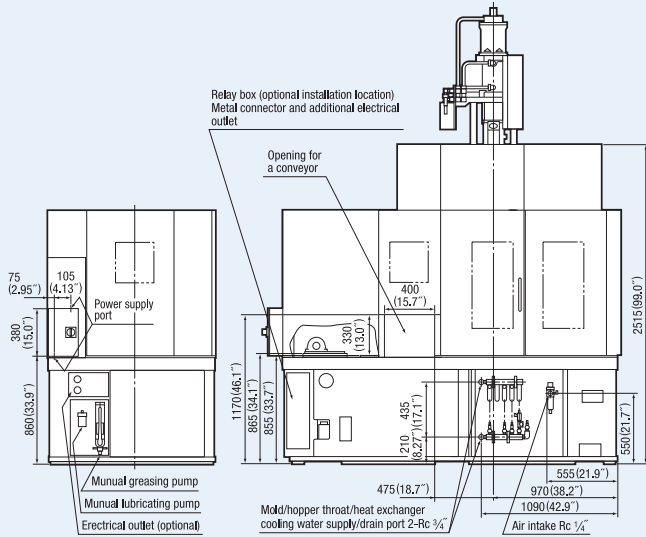 Relay box (optional installation location)
Metal connector and additional electrical
outlet
Opening for
a conveyor
75
(2.95″)
105
(4.13″)
Power supply
port
380
(15.0″)
860(33.9″)
400
(15.7″)
330
(13.0″)
1170 (46.1″)
865 (34.1″)
855 (33.7″)
435
(17.1″)
210
(8.27″)
2515(99.0″)
550(21.7″)
555 (21.9″)
475 (18.7″)
970 (38.2″)
1090 (42.9″)
Munual greasing pump
Munual lubricating pump
Erectrical outlet (optional)
Mold/hopper throat/heat exchanger
cooling water supply/drain port 2-Rc ¾″
Air intake Rc ¼″